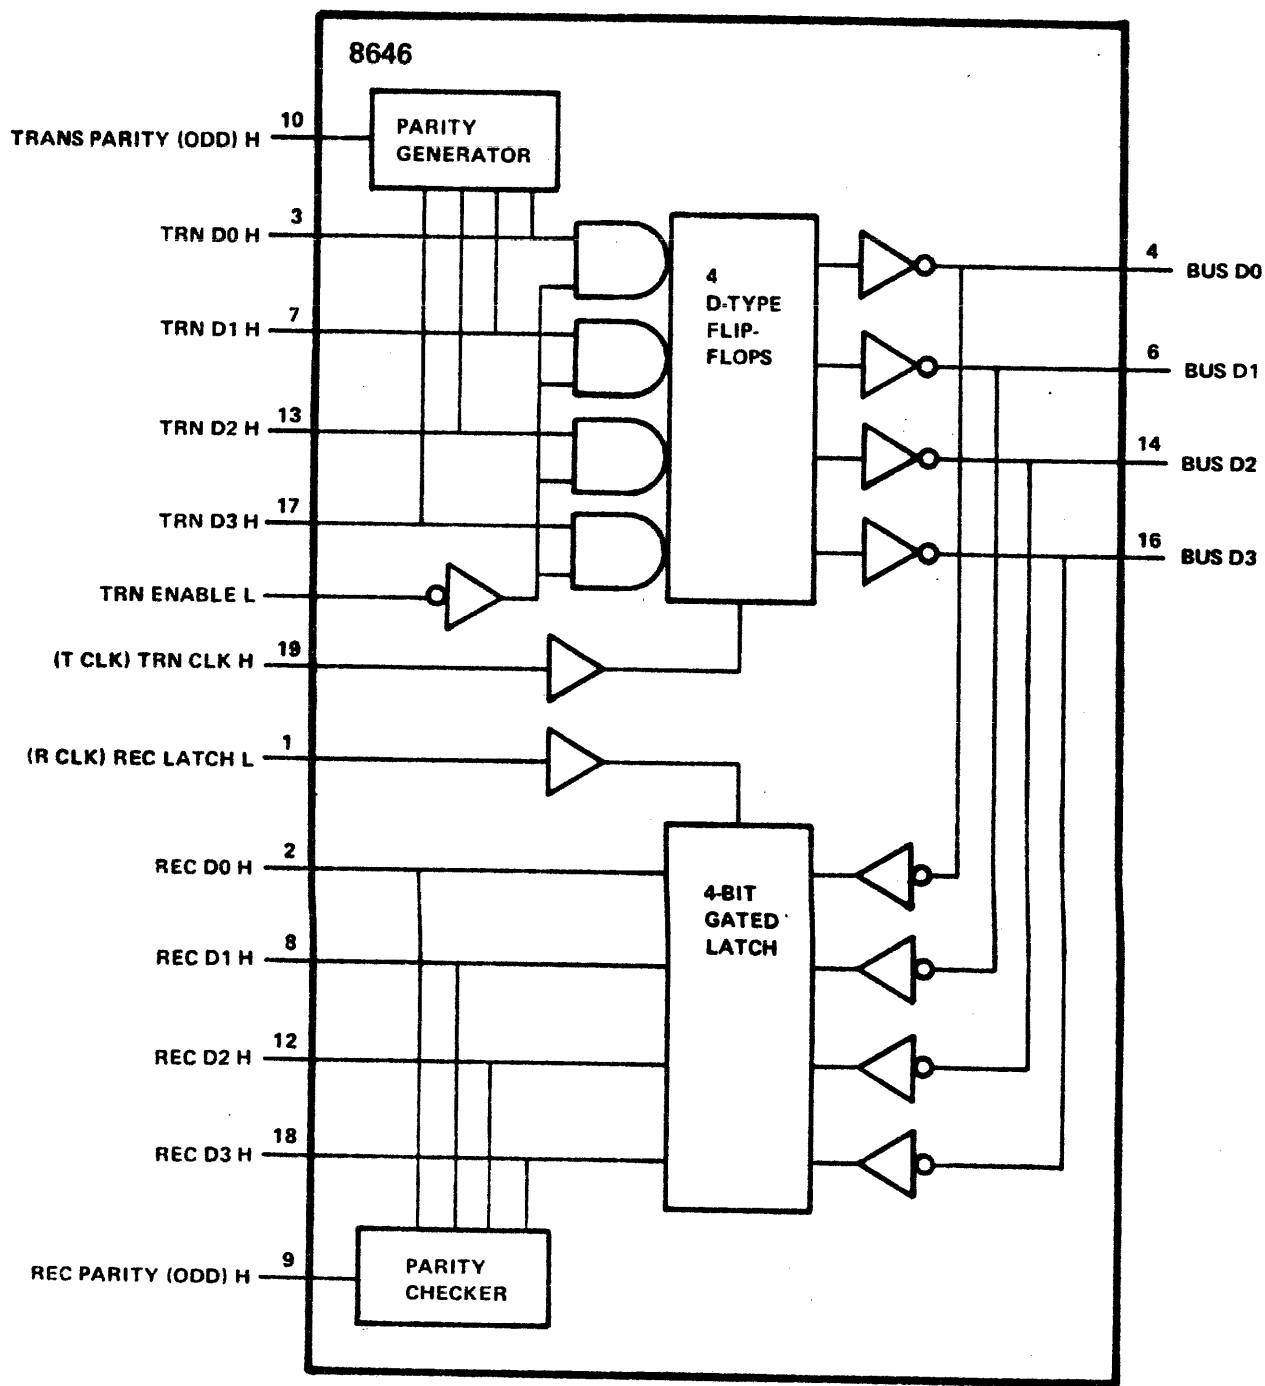 8646
10
TRANS PARITY (ODD) H
PARITY
GENERATOR
3
TRN D0 H
7
TRN D1 H
13
TRN D2 H
17
TRN D3 H
TRN ENABLE L
19
(T CLK) TRN CLK H
4
D-TYPE
FLIP-
FLOPS
4
BUS D0
6
BUS D1
14
BUS D2
16
BUS D3
1
(R CLK) REC LATCH L
2
REC D0 H
8
REC D1 H
12
REC D2 H
18
REC D3 H
4-BIT
GATED
LATCH
9
REC PARITY (ODD) H
PARITY
CHECKER